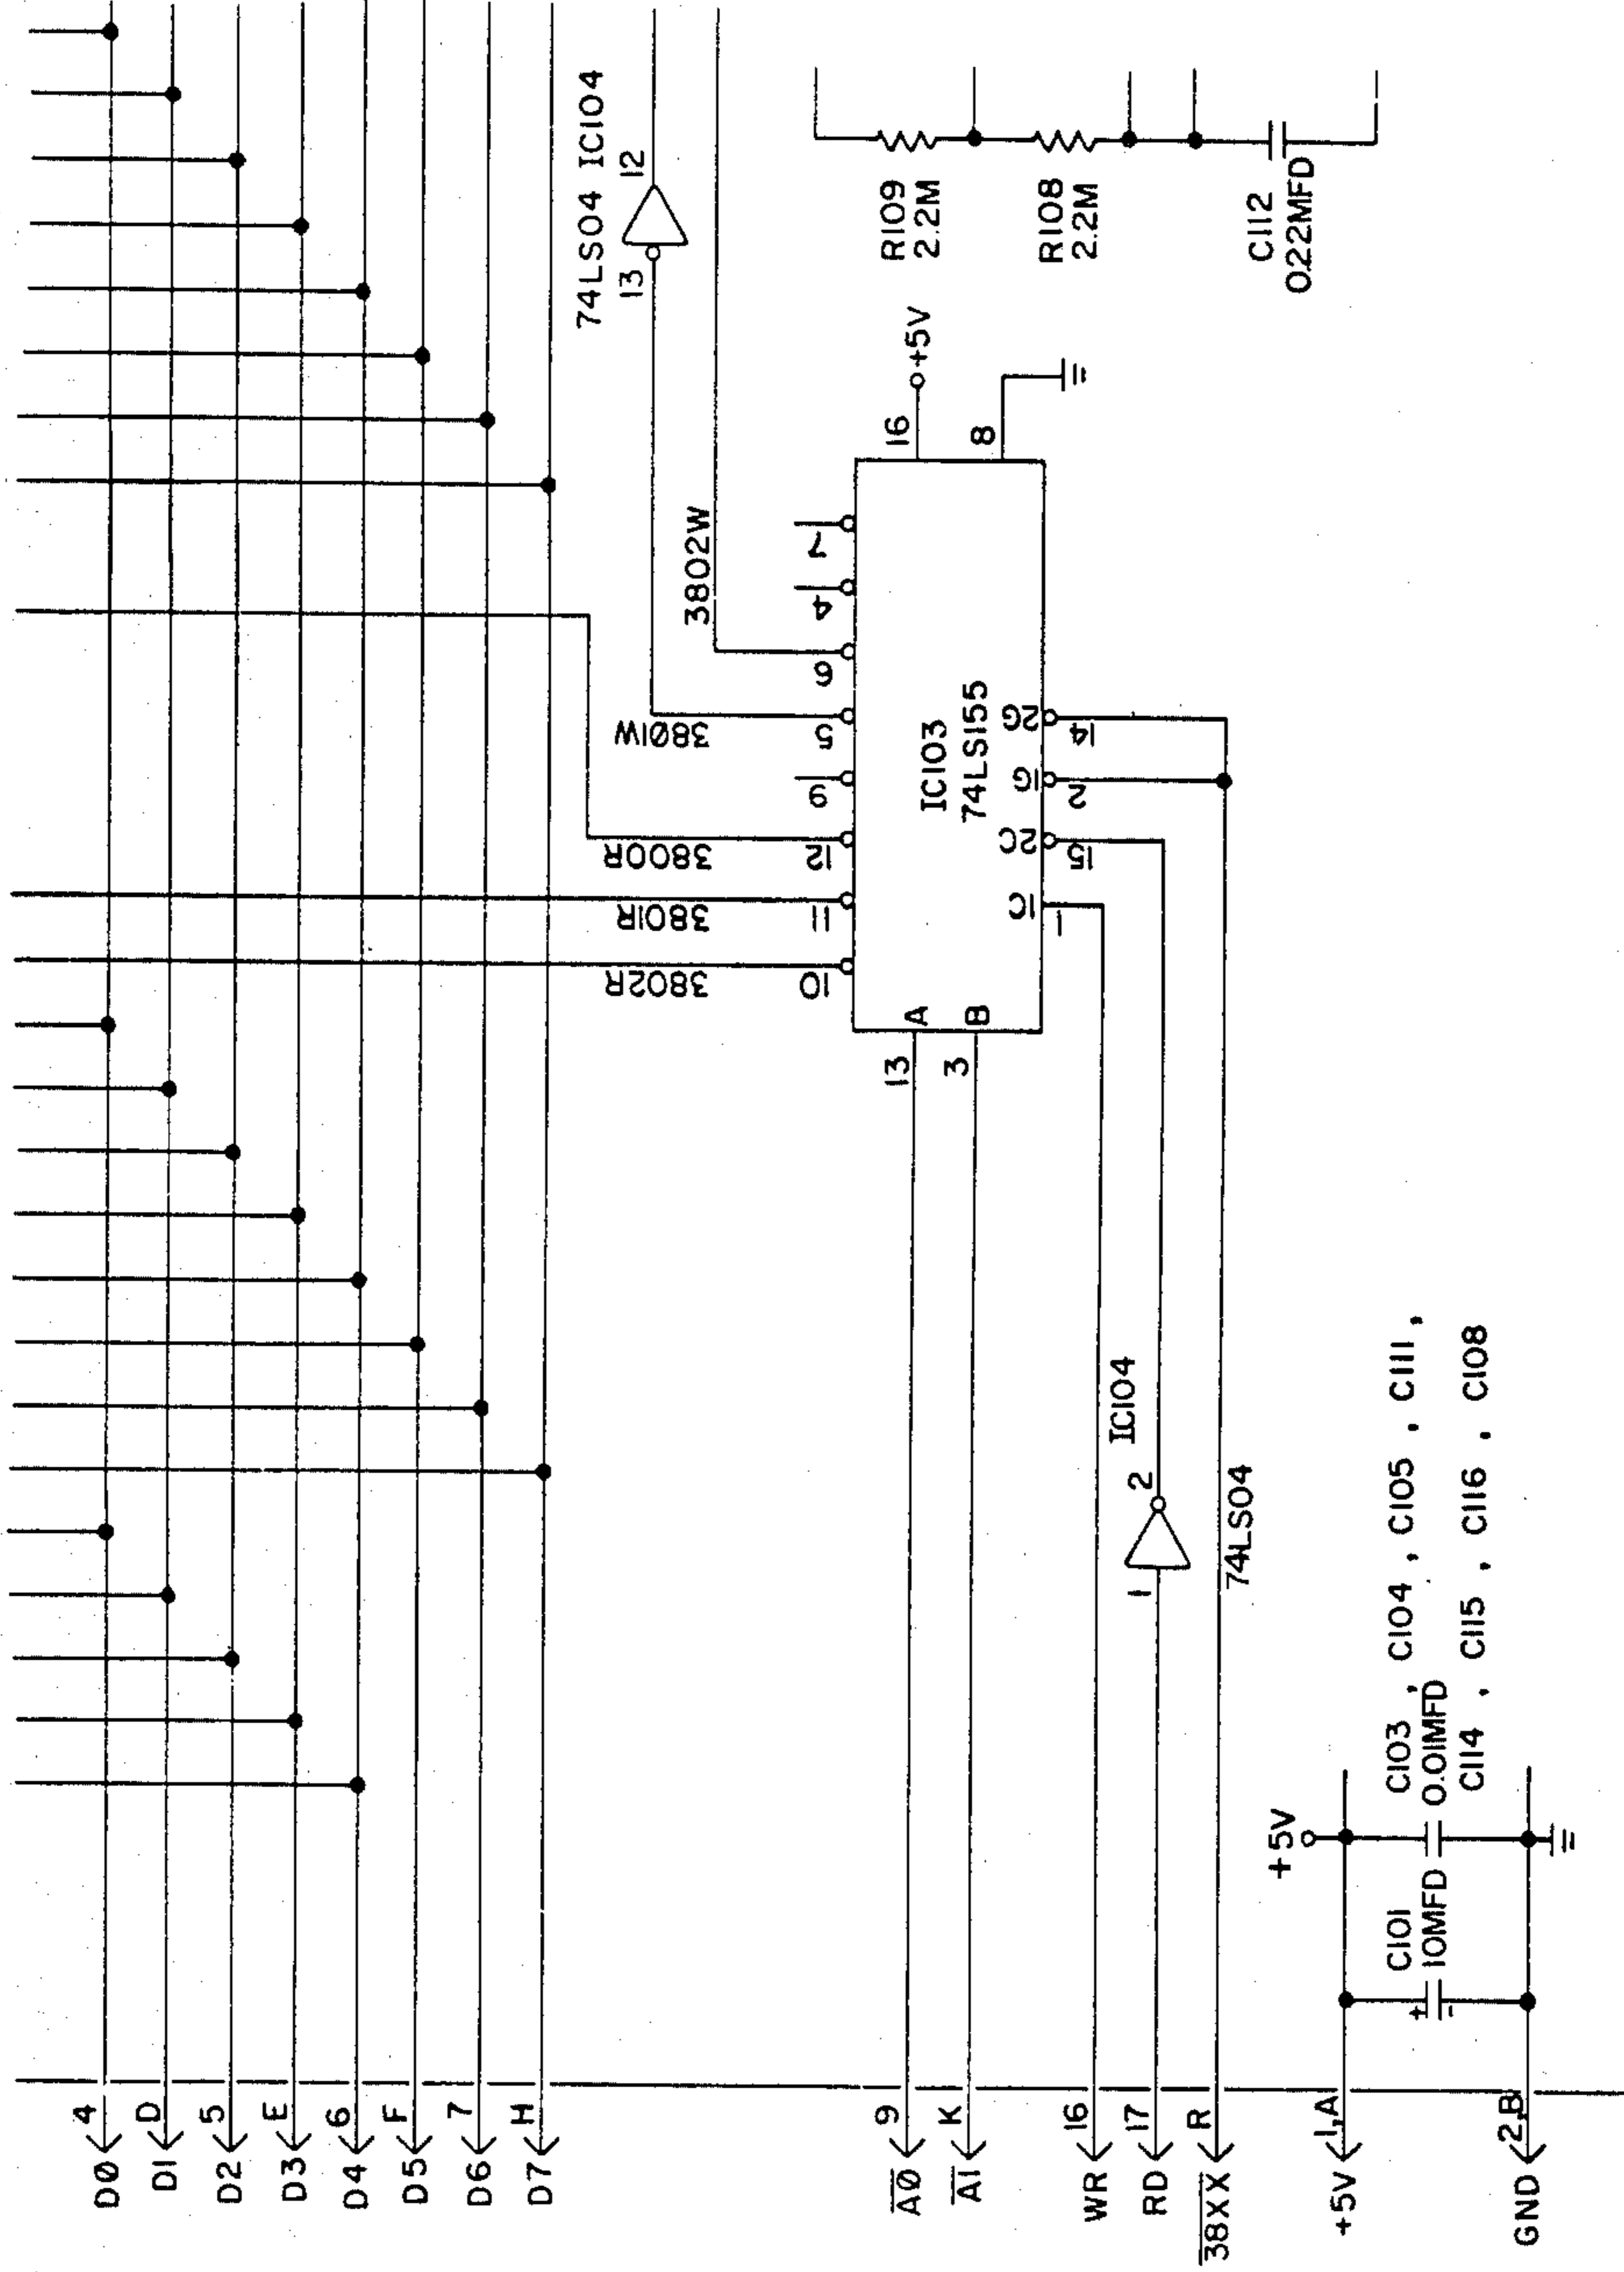 D0 4
D1 D
D2 5
D3 E
D4 6
D5 F
D6 7
D7 H
74LS04 IC104
13 12
3802R
3801R
3800R
3801W
3802W
10 11 12 9 5 6 4 7
A0 9
A1 K
13 A
3 B
IC103
74LS155
16 +5V
8
1C 2C 1G 2G
1 15 2 14
WR 16
RD 17
38XX R
1 2
IC104
74LS04
R109
2.2M
R108
2.2M
C112
022MFD
+5V 1,A
GND 2,B
+5V
C101
10MFD
+
-
C103, C104, C105, C111,
0.01MFD
C114, C115, C116, C108